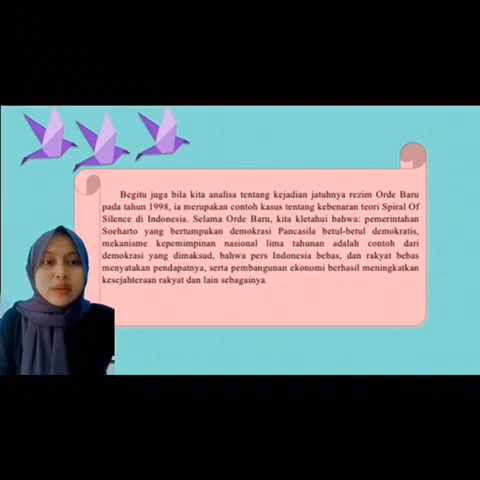 Begitu juga bila kita analisa tentang kejadian jatuhnya rezim Orde Baru
pada tahun 1998, ia merupakan contoh kasus tentang kebenaran teori Spiral Of
Silence di Indonesia. Selama Orde Baru, kita kletahui bahwa: pemerintahan
Soeharto yang bertumpukan demokrasi Pancasila betul-betul demokratis,
mekanisme kepemimpinan nasional lima tahunan adalah contoh dari
demokrasi yang dimaksud, bahwa pers Indonesia bebas, dan rakyat bebas
menyatakan pendapatnya, serta pembangunan ekonomi berhasil meningkatkan
kesejahteraan rakyat dan lain sebagainya.